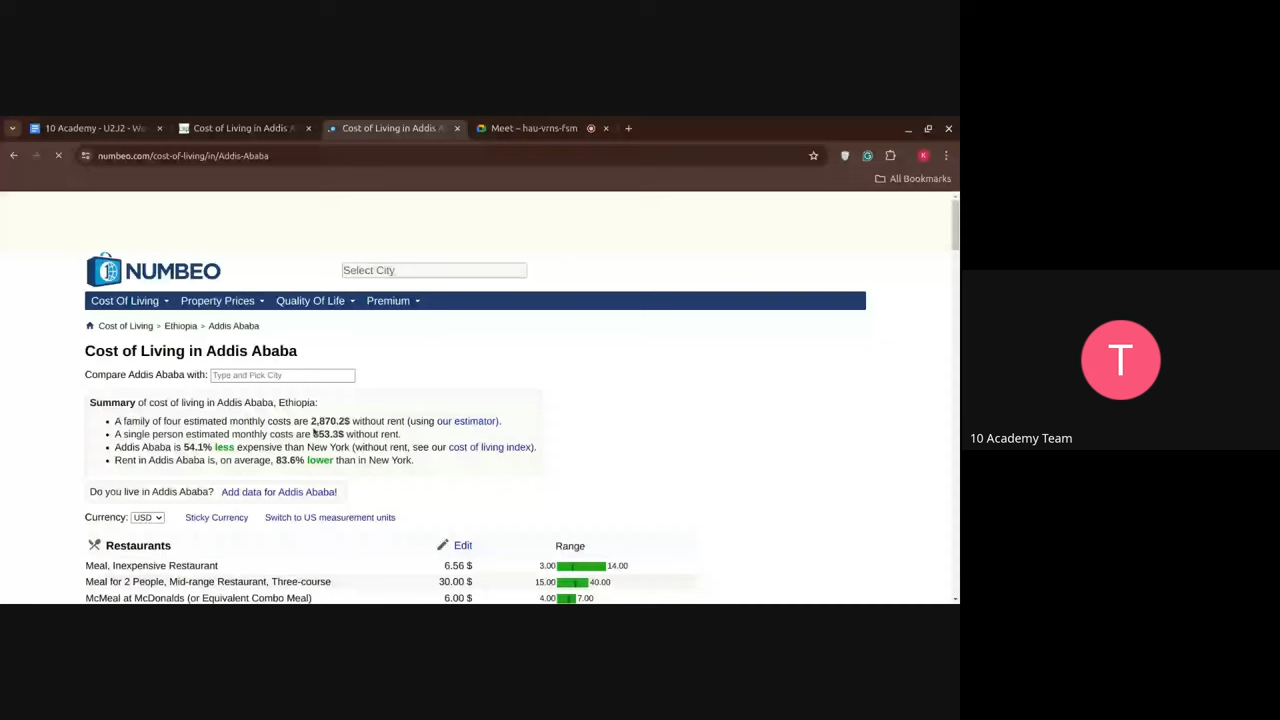 10 Academy - U2J2 - W
Cost of Living in Addis A
Cost of Living in Addis A
Meet – hau-vrns-fsm
numbeo.com/cost-of-living/in/Addis-Ababa
K
All Bookmarks
NUMBEO
Select City
Cost Of Living
Property Prices
Quality Of Life
Premium
Cost of Living > Ethiopia > Addis Ababa
Cost of Living in Addis Ababa
Compare Addis Ababa with: Type and Pick City
Summary of cost of living in Addis Ababa, Ethiopia:
A family of four estimated monthly costs are 2,870.2$ without rent (using our estimator).
A single person estimated monthly costs are 53.3$ without rent.
Addis Ababa is 54.1% less expensive than New York (without rent, see our cost of living index).
Rent in Addis Ababa is, on average, 83.6% lower than in New York.
Do you live in Addis Ababa? Add data for Addis Ababa!
Currency: USD Sticky Currency Switch to US measurement units
Restaurants Edit Range
Meal, Inexpensive Restaurant 6.56 $ 3.00 14.00
Meal for 2 People, Mid-range Restaurant, Three-course 30.00 $ 15.00 40.00
McMeal at McDonalds (or Equivalent Combo Meal) 6.00 $ 4.00 7.00
T
10 Academy Team